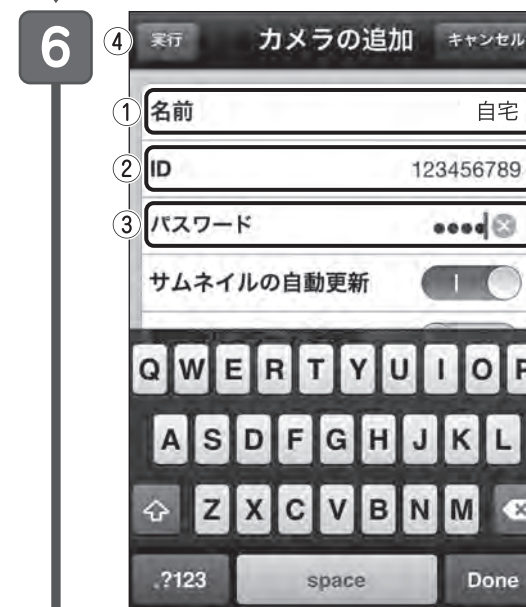 6
④ 実行 カメラの追加 キャンセル
① 名前 自宅
② ID 123456789
③ パスワード ••••
サムネイルの自動更新
Q W E R T Y U I O P
A S D F G H J K L
Z X C V B N M
.?123 space Done